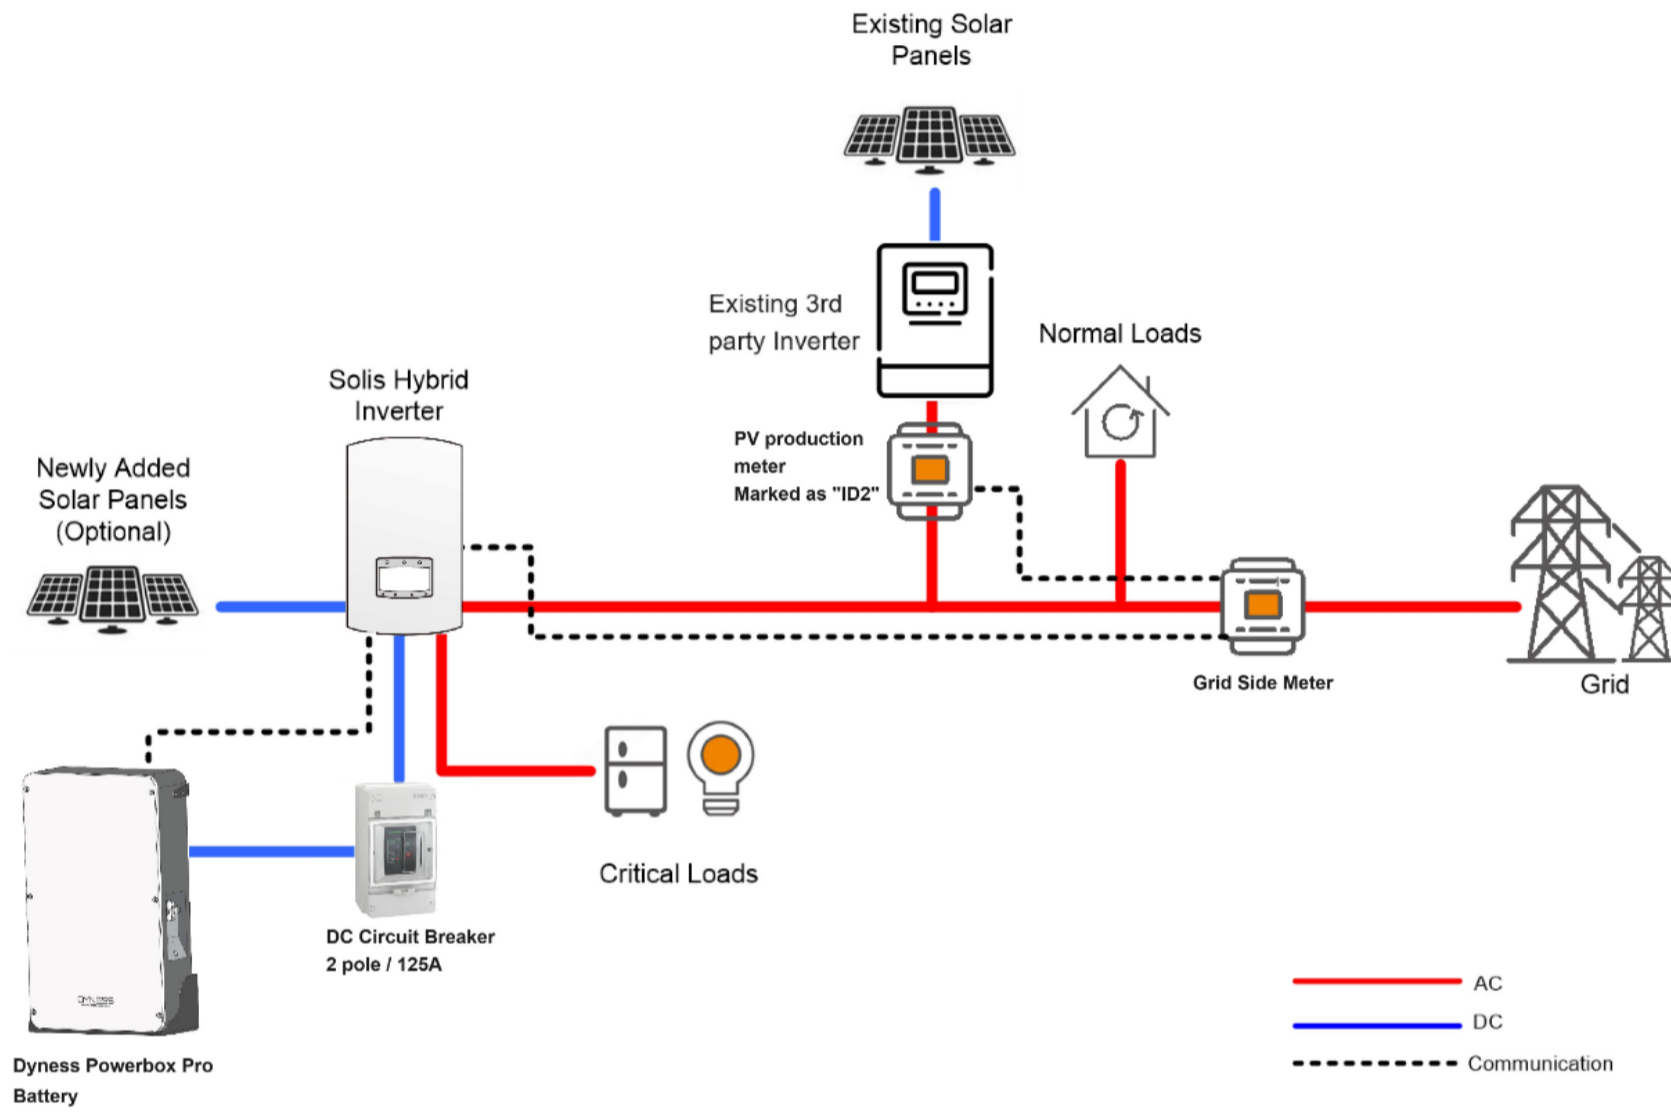 Existing Solar
Panels
Existing 3rd
party Inverter
Normal Loads
Solis Hybrid
Inverter
PV production
meter
Marked as "ID2"
Newly Added
Solar Panels
(Optional)
Grid Side Meter
Grid
Critical Loads
DC Circuit Breaker
2 pole / 125A
DYNESS
Dyness Powerbox Pro
Battery
AC
DC
Communication